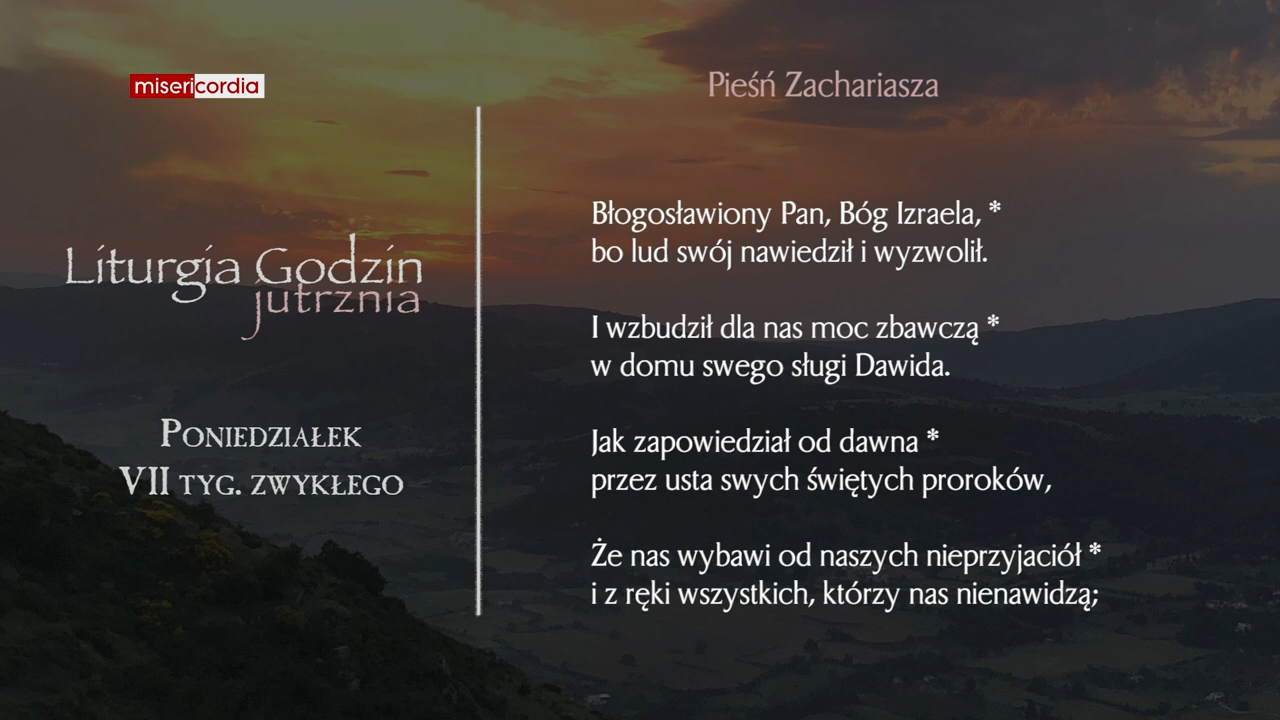 misericordia
Liturgia Godzin
jutrznia
Poniedziałek
VII tyg. zwykłego
Pieśń Zachariasza
Błogosławiony Pan, Bóg Izraela, *
bo lud swój nawiedził i wyzwolił.
I wzbudził dla nas moc zbawczą *
w domu swego sługi Dawida.
Jak zapowiedział od dawna *
przez usta swych świętych proroków,
Że nas wybawi od naszych nieprzyjaciół *
i z ręki wszystkich, którzy nas nienawidzą;